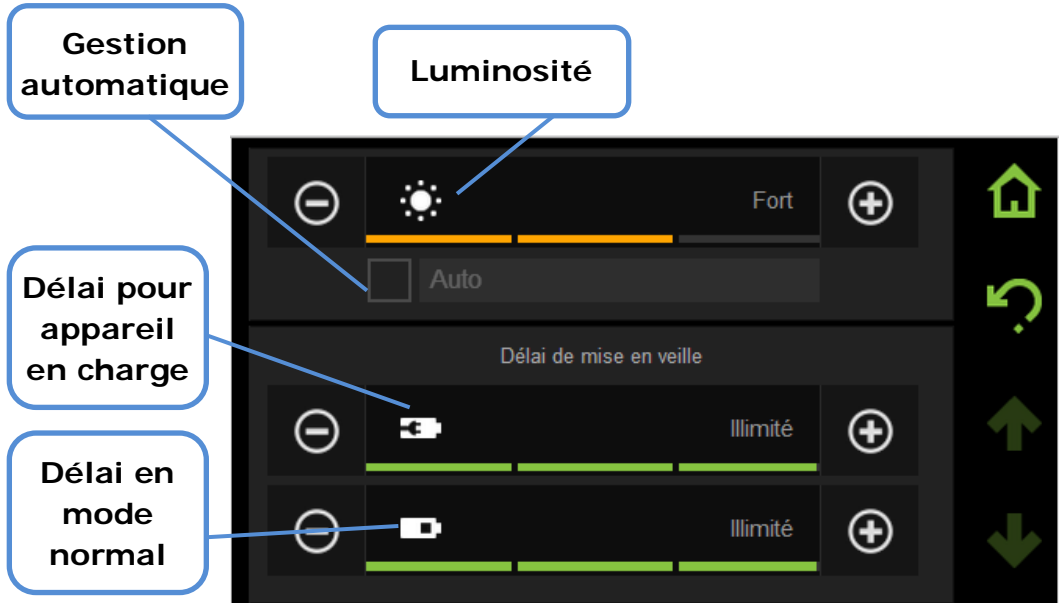 Gestion
automatique
Luminosité
Fort
Auto
Délai pour
appareil
en charge
Délai de mise en veille
Illimité
Délai en
mode
normal
Illimité